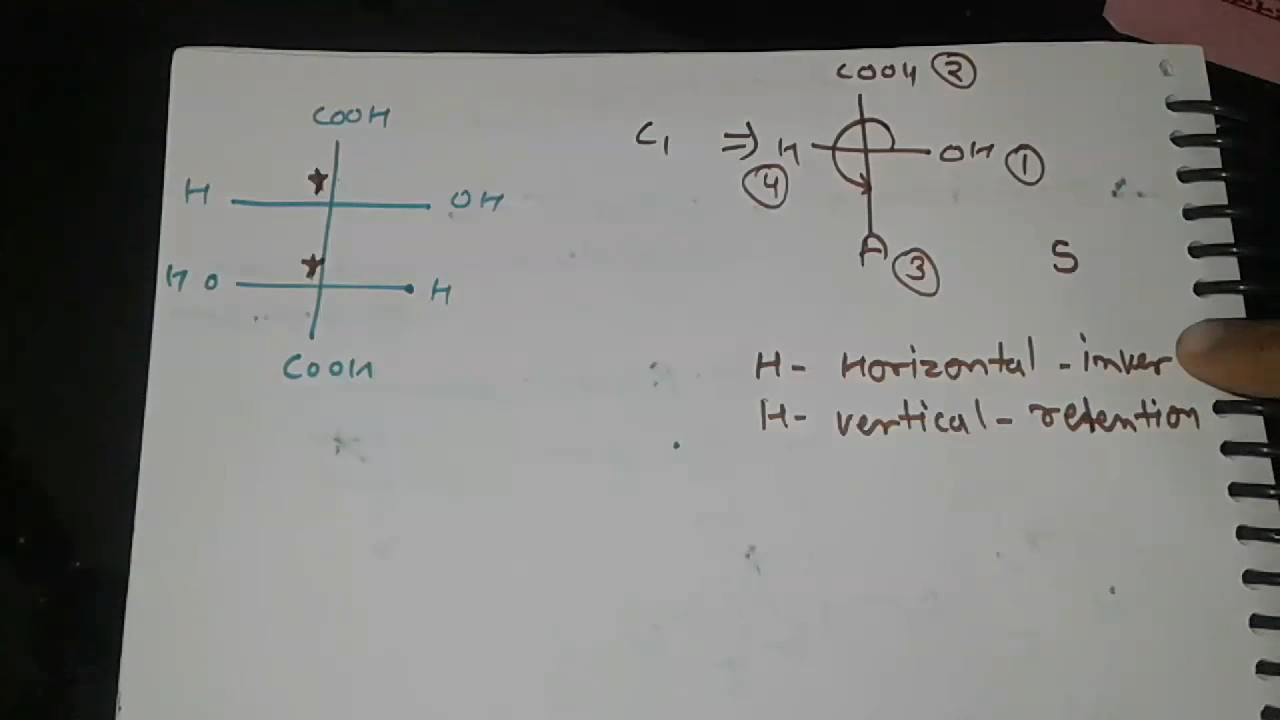 COOH
H OH
HO H
COOH
COOH ②
C₁ ⇒ H OH ①
④
A ③
S
H- Horizontal - inver
H- vertical - retention